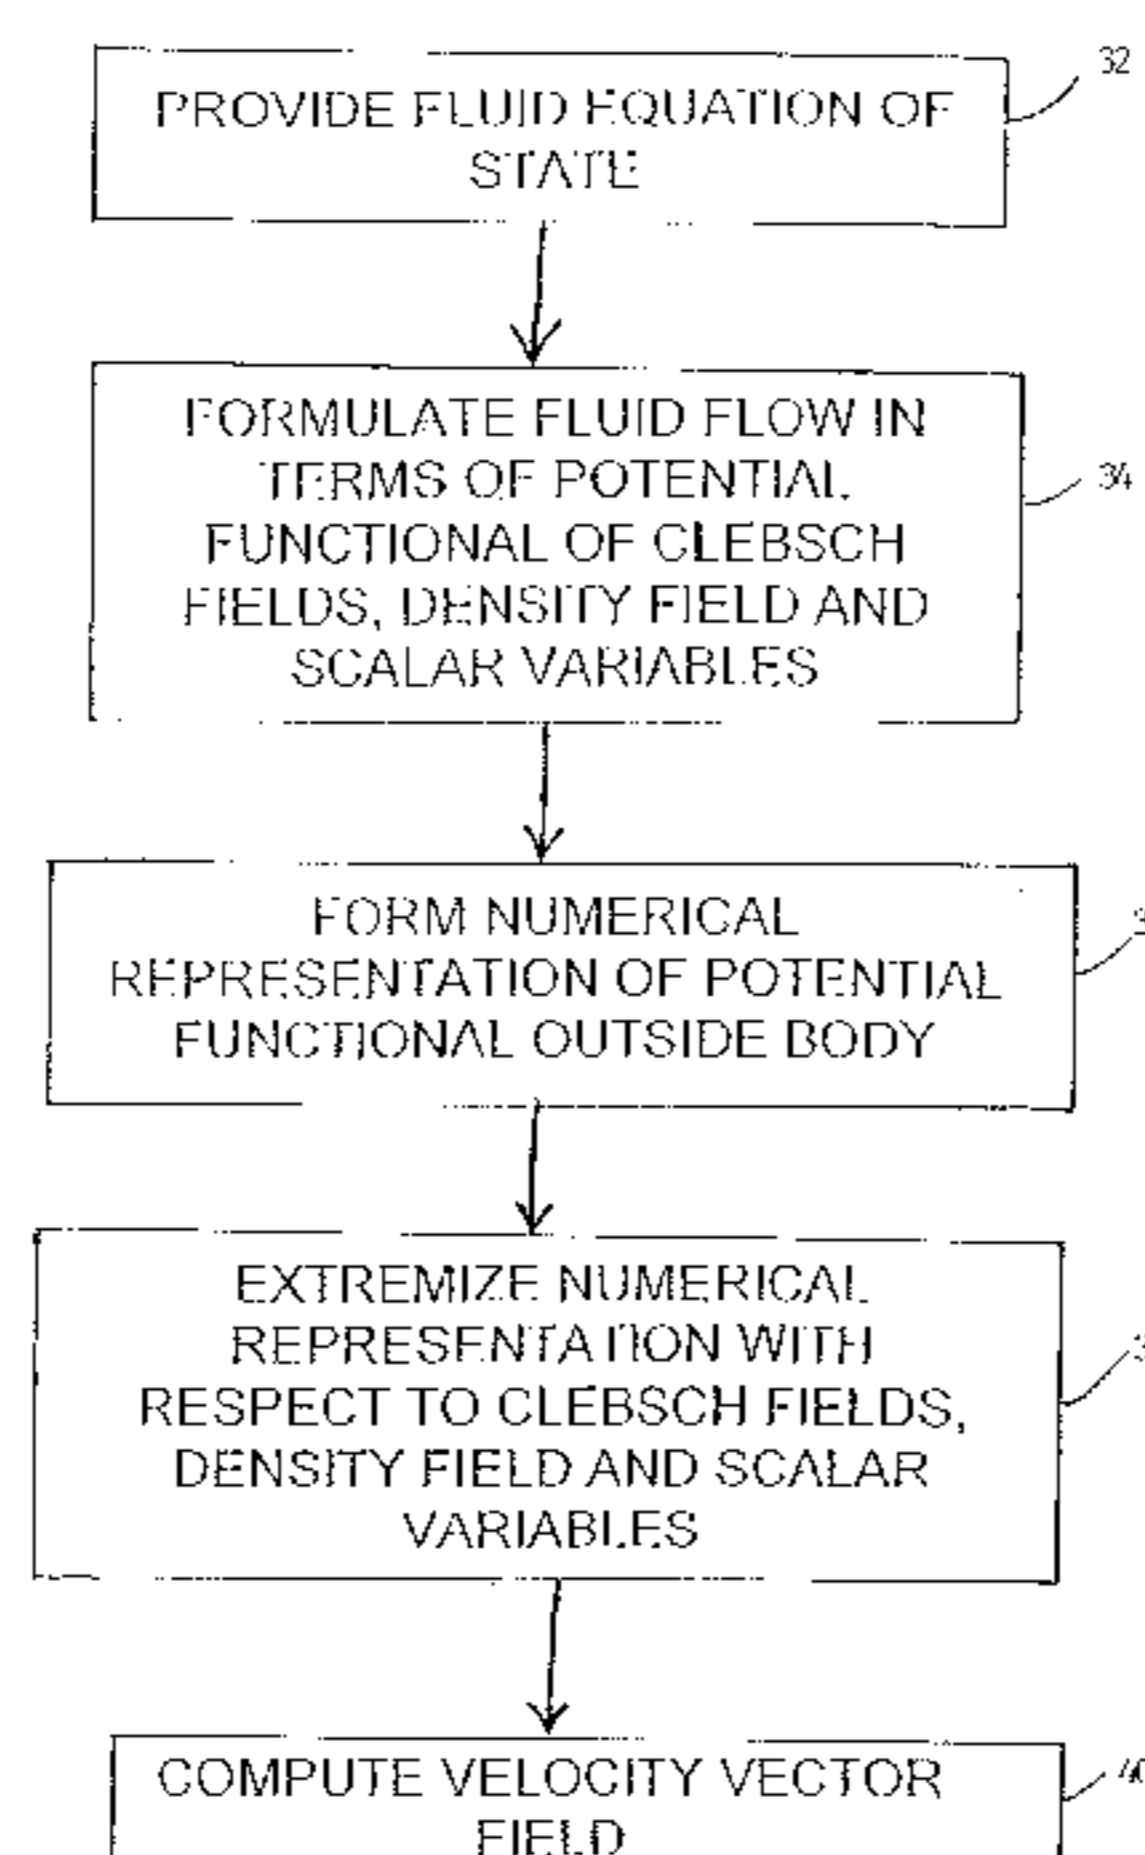 PROVIDE FLUID EQUATION OF
STATE
32
FORMULATE FLUID FLOW IN
TERMS OF POTENTIAL
FUNCTIONAL OF CLEBSCH
FIELDS, DENSITY FIELD AND
SCALAR VARIABLES
34
FORM NUMERICAL
REPRESENTATION OF POTENTIAL
FUNCTIONAL OUTSIDE BODY
EXTREMIZE NUMERICAL
REPRESENTATION WITH
RESPECT TO CLEBSCH FIELDS,
DENSITY FIELD AND SCALAR
VARIABLES
COMPUTE VELOCITY VECTOR
FIELD
40